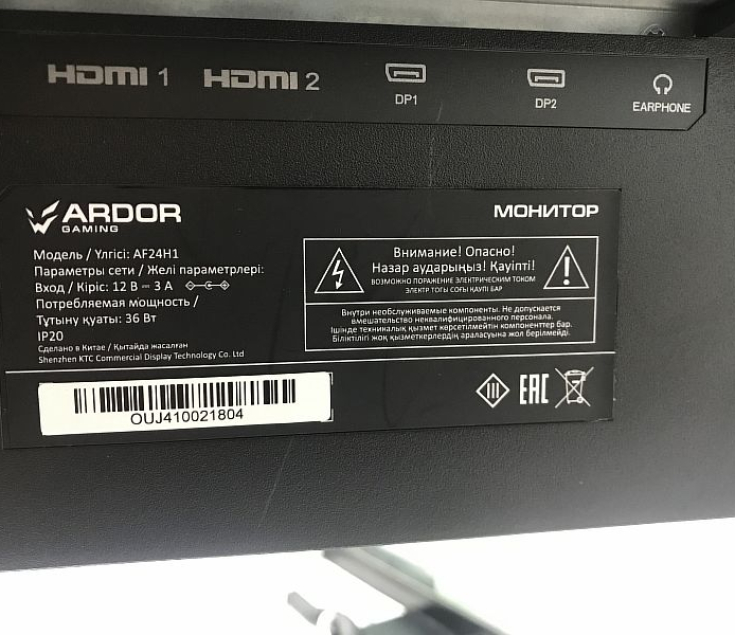 HDMI 1 HDMI 2 DP1 DP2 EARPHONE
ARDOR
GAMING
МОНИТОР
Модель / Үлгісі: AF24H1
Параметры сети / Желі параметрлері:
Вход / Кіріс: 12 В ⎓ 3 А
Потребляемая мощность /
Тұтыну қуаты: 36 Вт
IP20
Сделано в Китае / Қытайда жасалған
Shenzhen KTC Commercial Display Technology Co. Ltd
Внимание! Опасно!
Назар аударыңыз! Қауіпті!
ВОЗМОЖНО ПОРАЖЕНИЕ ЭЛЕКТРИЧЕСКИМ ТОКОМ
ЭЛЕКТР ТОГЫ СОҒЫ ҚАУПІ БАР
Внутри необслуживаемые компоненты. Не допускается
вмешательство неквалифицированного персонала.
Ішінде техникалық қызмет көрсетілмейтін компоненттер бар.
Біліктілігі жоқ қызметкерлердің араласуына жол берілмейді.
OUJ410021804
III EAC